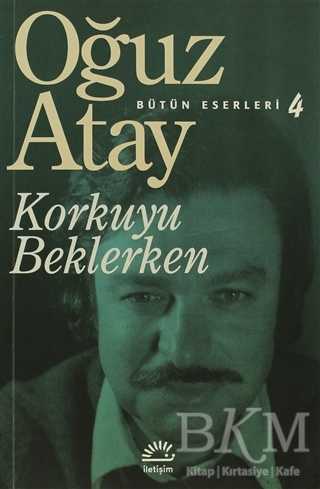 Oğuz
BÜTÜN ESERLERİ 4
Atay
Korkuyu
Beklerken
iletişim
BKM
Kitap | Kırtasiye | Kafe